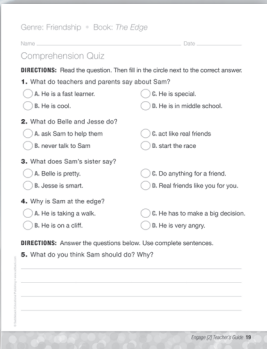 Genre: Friendship • Book: The Edge
Name Date
Comprehension Quiz
DIRECTIONS: Read the question. Then fill in the circle next to the correct answer.
1. What do teachers and parents say about Sam?
A. He is a fast learner. C. He is special.
B. He is cool. D. He is in middle school.
2. What do Belle and Jesse do?
A. ask Sam to help them C. act like real friends
B. never talk to Sam B. start the race
3. What does Sam's sister say?
A. Belle is pretty. C. Do anything for a friend.
B. Jesse is smart. D. Real friends like you for you.
4. Why is Sam at the edge?
A. He is taking a walk. C. He has to make a big decision.
B. He is on a cliff. D. He is very angry.
DIRECTIONS: Answer the questions below. Use complete sentences.
5. What do you think Sam should do? Why?
Engage Teacher's Guide 19